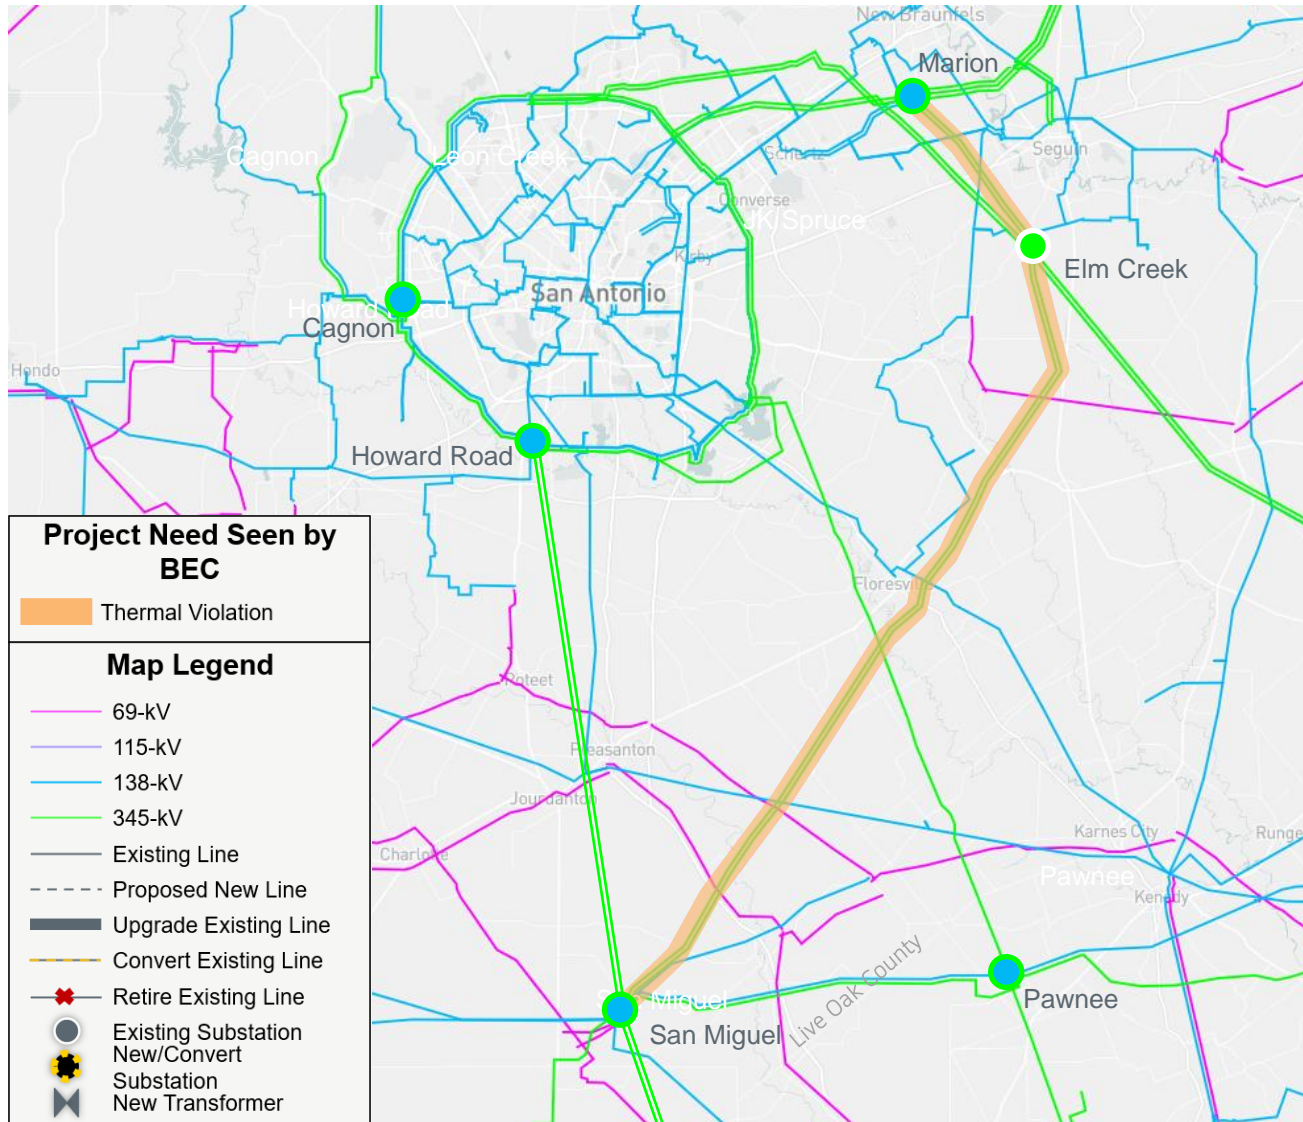 New Braunfels
Marion
Cagnon
Leon Creek
Schertz
Seguin
Converse
JK Spruce
Kirby
Elm Creek
San Antonio
Howard Road
Cagnon
Hondo
Howard Road
Project Need Seen by
BEC
Thermal Violation
Floresville
Map Legend
Poteet
69-kV
115-kV
Pleasanton
138-kV
Jourdanton
345-kV
Karnes City
Runge
Existing Line
Charlotte
Proposed New Line
Pawnee
Kenedy
Upgrade Existing Line
Convert Existing Line
Live Oak County
Retire Existing Line
San Miguel
Pawnee
Existing Substation
San Miguel
New/Convert
Substation
New Transformer